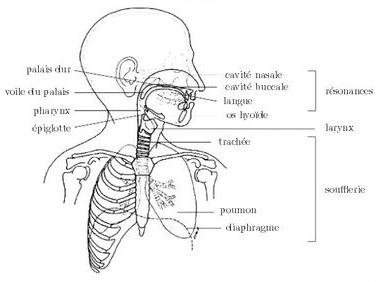 palais dur
voile du palais
pharynx
épiglotte
cavité nasale
cavité buccale
langue
os hyoïde
larynx
trachée
poumon
diaphragme
résonances
soufflerie